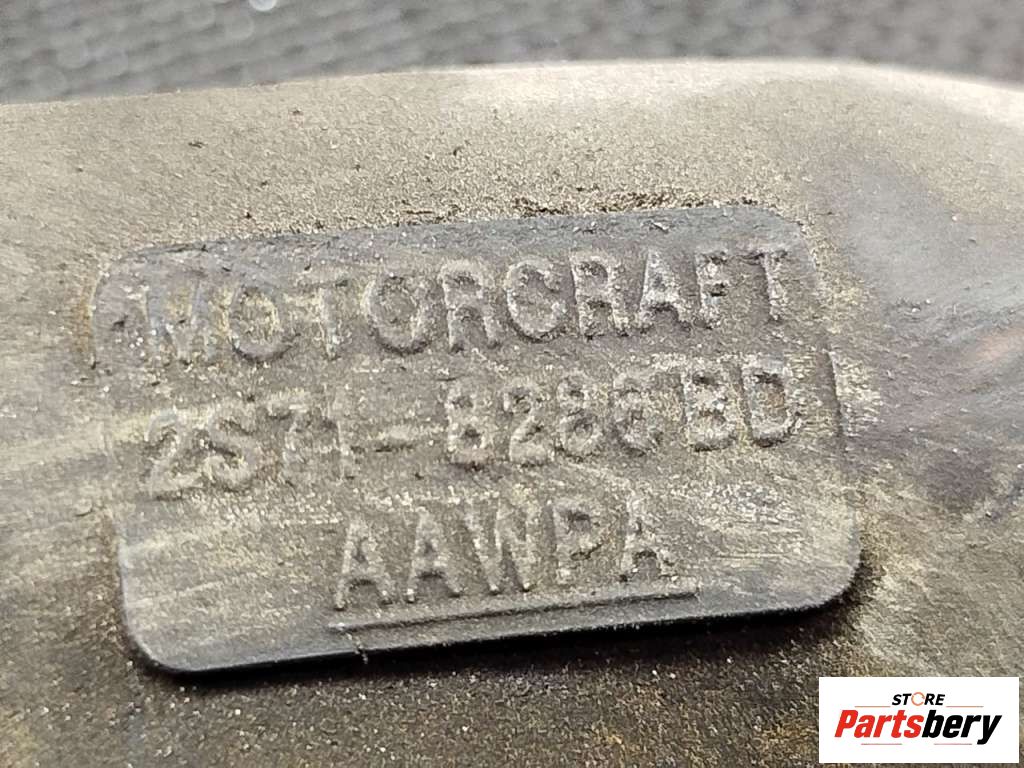 MOTORCRAFT
2S71-8286BD
AAWPA
STORE
Partsbery